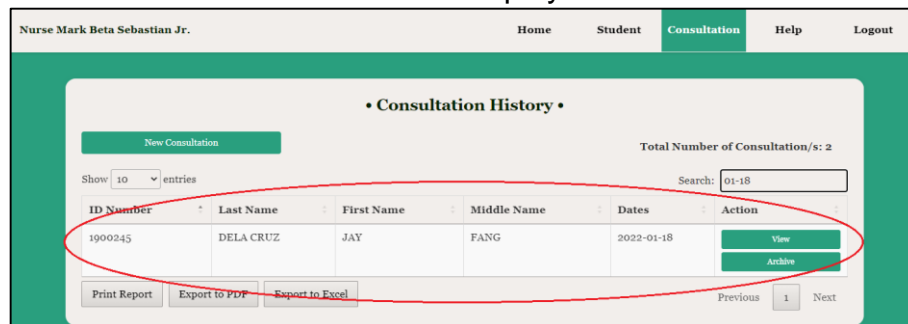 Nurse Mark Beta Sebastian Jr. Home Student Consultation Help Logout
• Consultation History •
New Consultation
Total Number of Consultation/s: 2
Show 10 entries Search: 01-18
ID Number Last Name First Name Middle Name Dates Action
1900245 DELA CRUZ JAY FANG 2022-01-18 View
Archive
Print Report Export to PDF Export to Excel Previous 1 Next